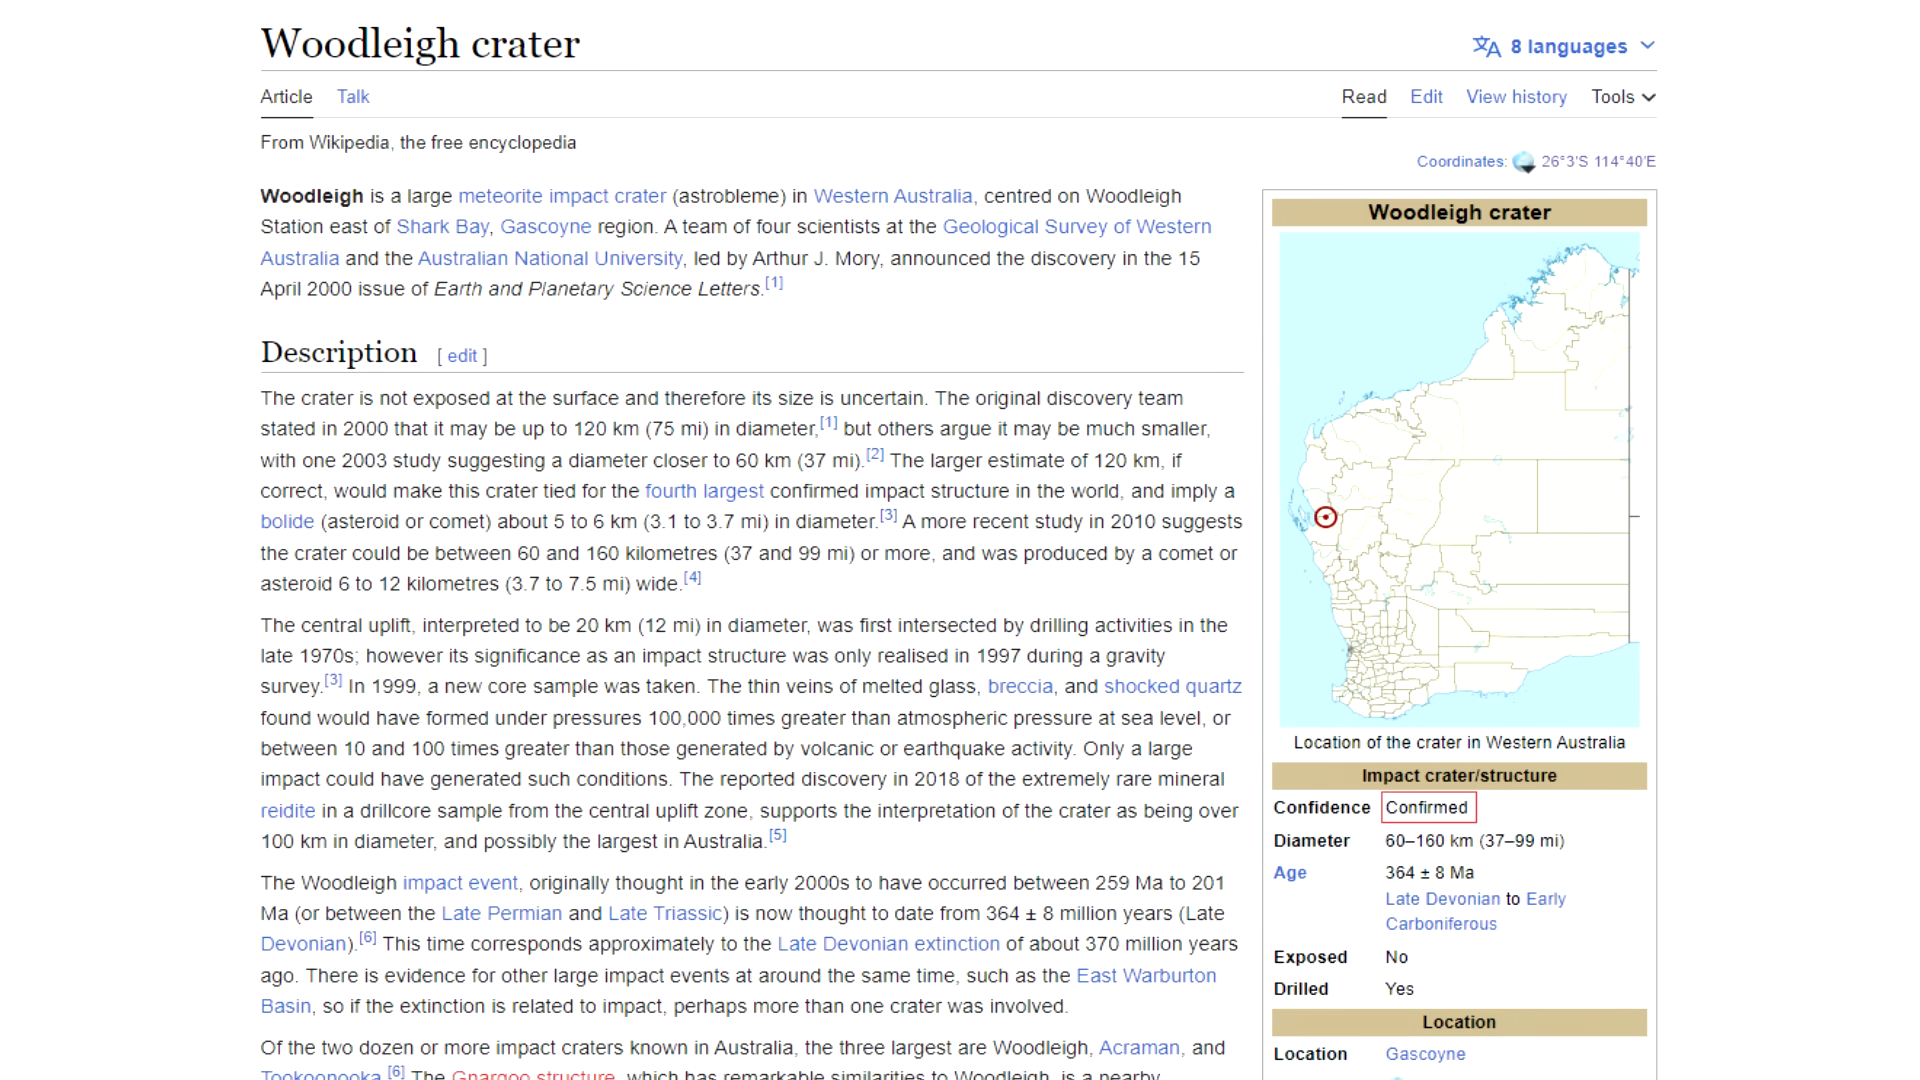 Woodleigh crater
8 languages
Article Talk
Read Edit View history Tools
From Wikipedia, the free encyclopedia
Coordinates: 26°3′S 114°40′E
Woodleigh is a large meteorite impact crater (astrobleme) in Western Australia, centred on Woodleigh
Station east of Shark Bay, Gascoyne region. A team of four scientists at the Geological Survey of Western
Australia and the Australian National University, led by Arthur J. Mory, announced the discovery in the 15
April 2000 issue of Earth and Planetary Science Letters.[1]
Description [ edit ]
The crater is not exposed at the surface and therefore its size is uncertain. The original discovery team
stated in 2000 that it may be up to 120 km (75 mi) in diameter,[1] but others argue it may be much smaller,
with one 2003 study suggesting a diameter closer to 60 km (37 mi).[2] The larger estimate of 120 km, if
correct, would make this crater tied for the fourth largest confirmed impact structure in the world, and imply a
bolide (asteroid or comet) about 5 to 6 km (3.1 to 3.7 mi) in diameter.[3] A more recent study in 2010 suggests
the crater could be between 60 and 160 kilometres (37 and 99 mi) or more, and was produced by a comet or
asteroid 6 to 12 kilometres (3.7 to 7.5 mi) wide.[4]
The central uplift, interpreted to be 20 km (12 mi) in diameter, was first intersected by drilling activities in the
late 1970s; however its significance as an impact structure was only realised in 1997 during a gravity
survey.[3] In 1999, a new core sample was taken. The thin veins of melted glass, breccia, and shocked quartz
found would have formed under pressures 100,000 times greater than atmospheric pressure at sea level, or
between 10 and 100 times greater than those generated by volcanic or earthquake activity. Only a large
impact could have generated such conditions. The reported discovery in 2018 of the extremely rare mineral
reidite in a drillcore sample from the central uplift zone, supports the interpretation of the crater as being over
100 km in diameter, and possibly the largest in Australia.[5]
The Woodleigh impact event, originally thought in the early 2000s to have occurred between 259 Ma to 201
Ma (or between the Late Permian and Late Triassic) is now thought to date from 364 ± 8 million years (Late
Devonian).[6] This time corresponds approximately to the Late Devonian extinction of about 370 million years
ago. There is evidence for other large impact events at around the same time, such as the East Warburton
Basin, so if the extinction is related to impact, perhaps more than one crater was involved.
Of the two dozen or more impact craters known in Australia, the three largest are Woodleigh, Acraman, and
Tookoonooka.[6] The Gnargoo structure, which has remarkable similarities to Woodleigh, is a nearby
Woodleigh crater
Location of the crater in Western Australia
Impact crater/structure
Confidence Confirmed
Diameter 60–160 km (37–99 mi)
Age 364 ± 8 Ma
Late Devonian to Early
Carboniferous
Exposed No
Drilled Yes
Location
Location Gascoyne